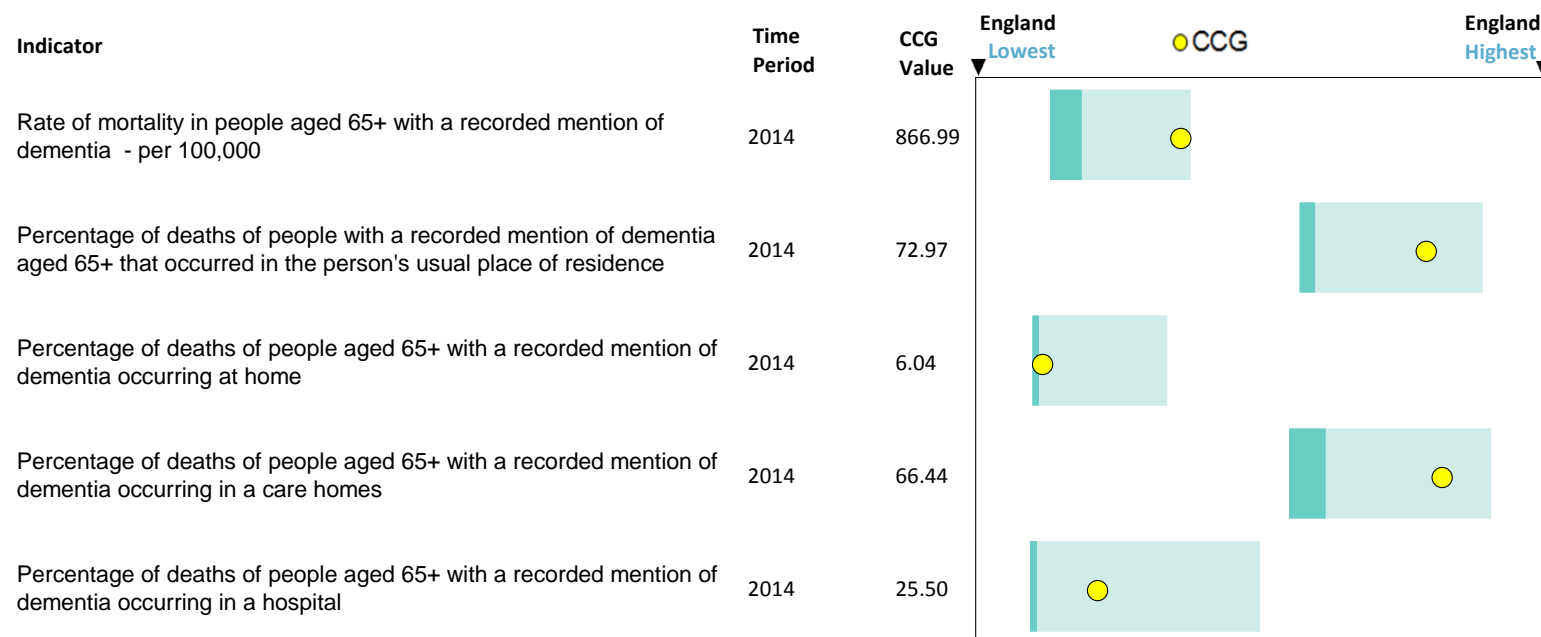 Indicator
Time Period
CCG Value
England Lowest
CCG
England Highest
Rate of mortality in people aged 65+ with a recorded mention of
dementia - per 100,000
2014
866.99
Percentage of deaths of people with a recorded mention of dementia
aged 65+ that occurred in the person's usual place of residence
2014
72.97
Percentage of deaths of people aged 65+ with a recorded mention of
dementia occurring at home
2014
6.04
Percentage of deaths of people aged 65+ with a recorded mention of
dementia occurring in a care homes
2014
66.44
Percentage of deaths of people aged 65+ with a recorded mention of
dementia occurring in a hospital
2014
25.50